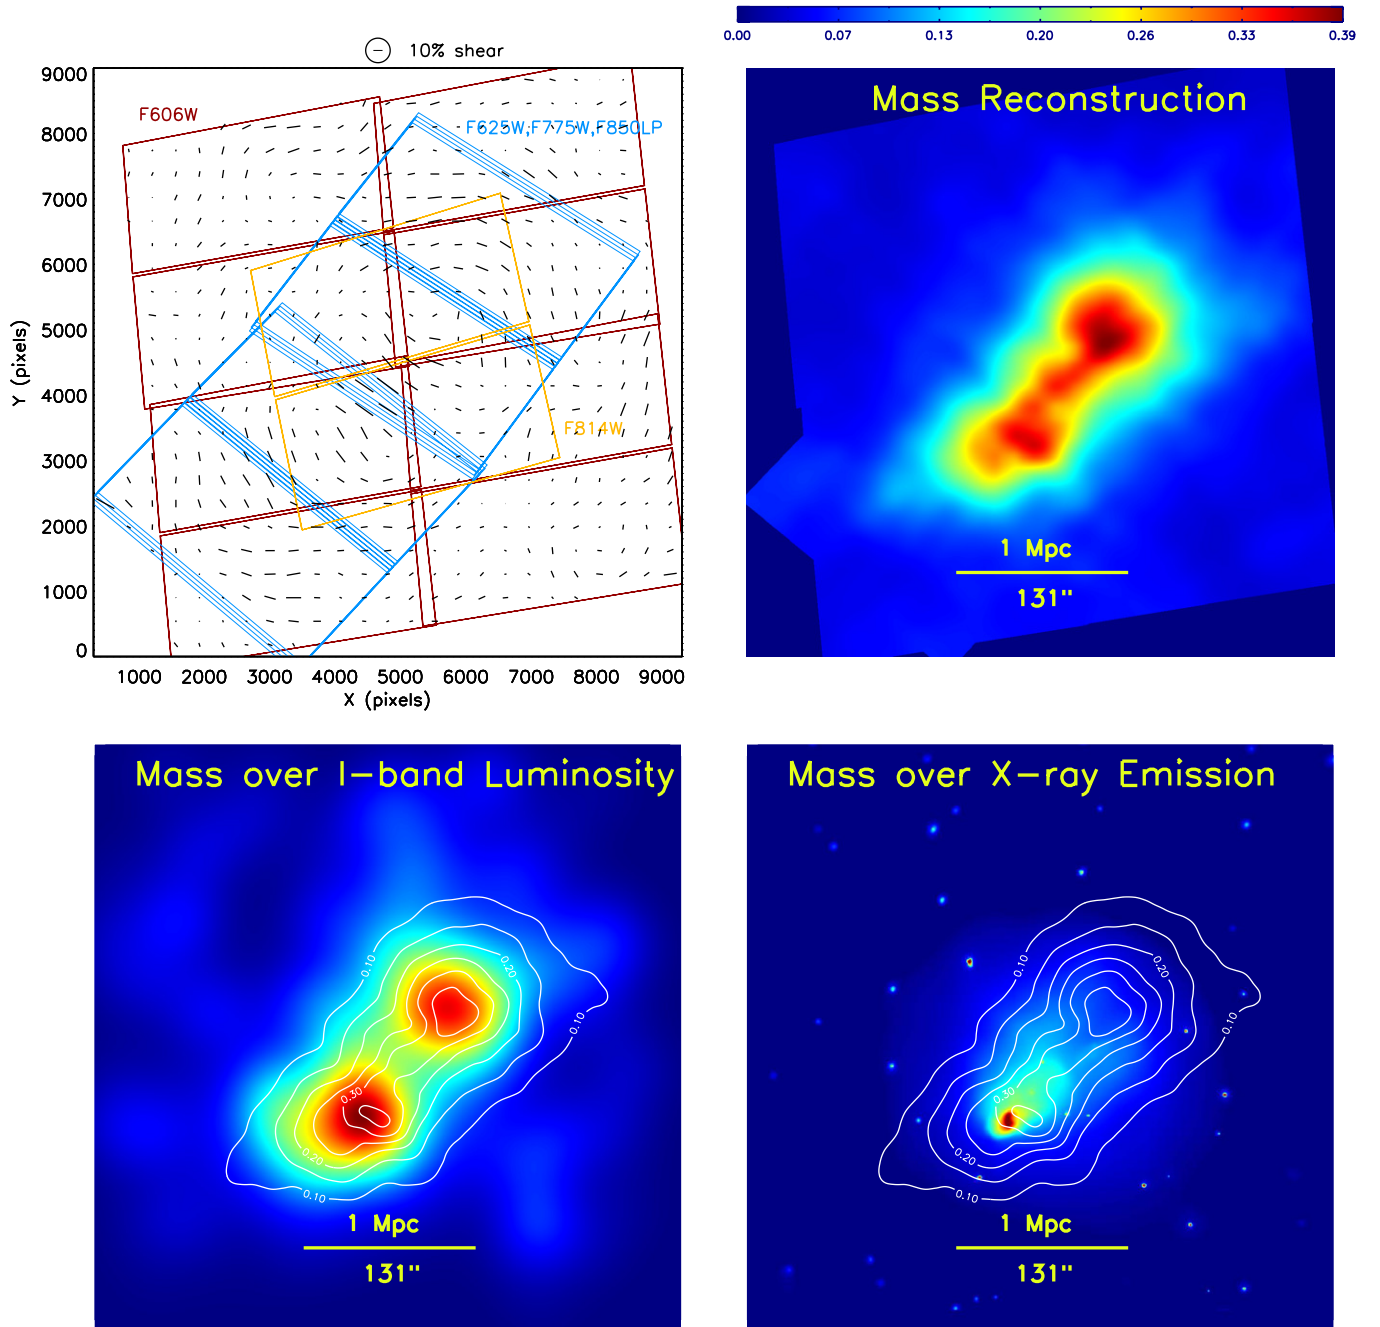 0.00 0.07 0.13 0.20 0.26 0.33 0.39
10% shear
9000
8000
7000
6000
5000
4000
3000
2000
1000
0
Y (pixels)
F606W
F625W;F775W,F850LP
F814W
1000 2000 3000 4000 5000 6000 7000 8000 9000
X (pixels)
Mass Reconstruction
1 Mpc
131"
Mass over I-band Luminosity
0.10
0.20
0.10
0.30
0.20
0.10
1 Mpc
131"
Mass over X-ray Emission
0.10
0.20
0.10
0.30
0.20
0.10
1 Mpc
131"